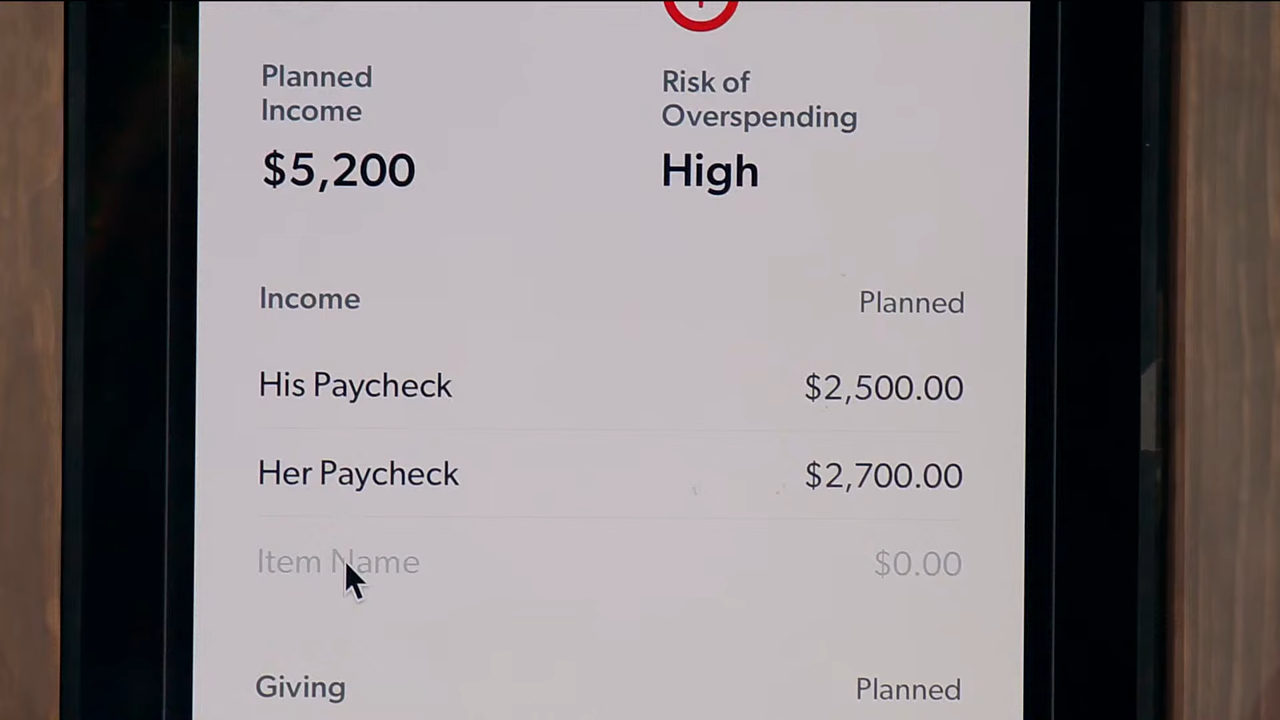 Planned
Income
$5,200
Risk of
Overspending
High
Income Planned
His Paycheck $2,500.00
Her Paycheck $2,700.00
Item Name $0.00
Giving Planned